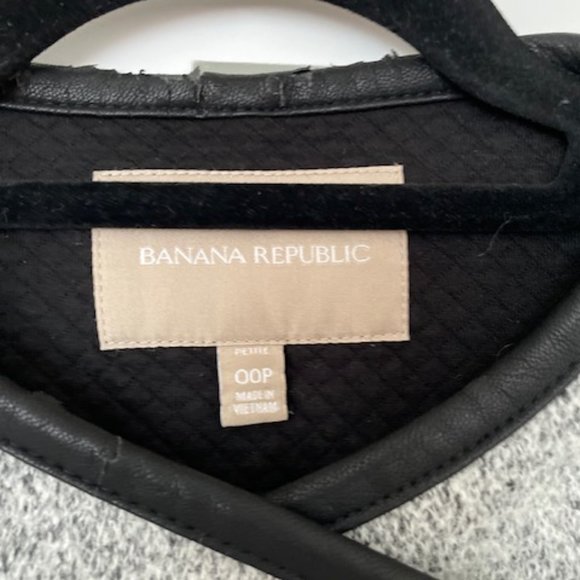 BANANA REPUBLIC
PETITE
00P
MADE IN
VIETNAM